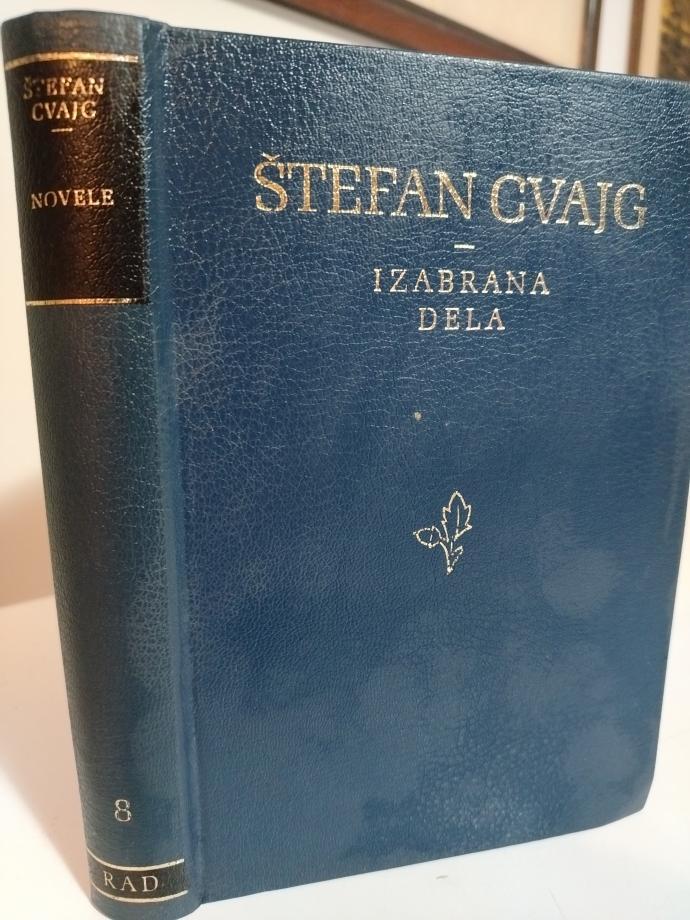 ŠTEFAN
CVAJG
NOVELE
8
RAD
ŠTEFAN CVAJG
IZABRANA
DELA